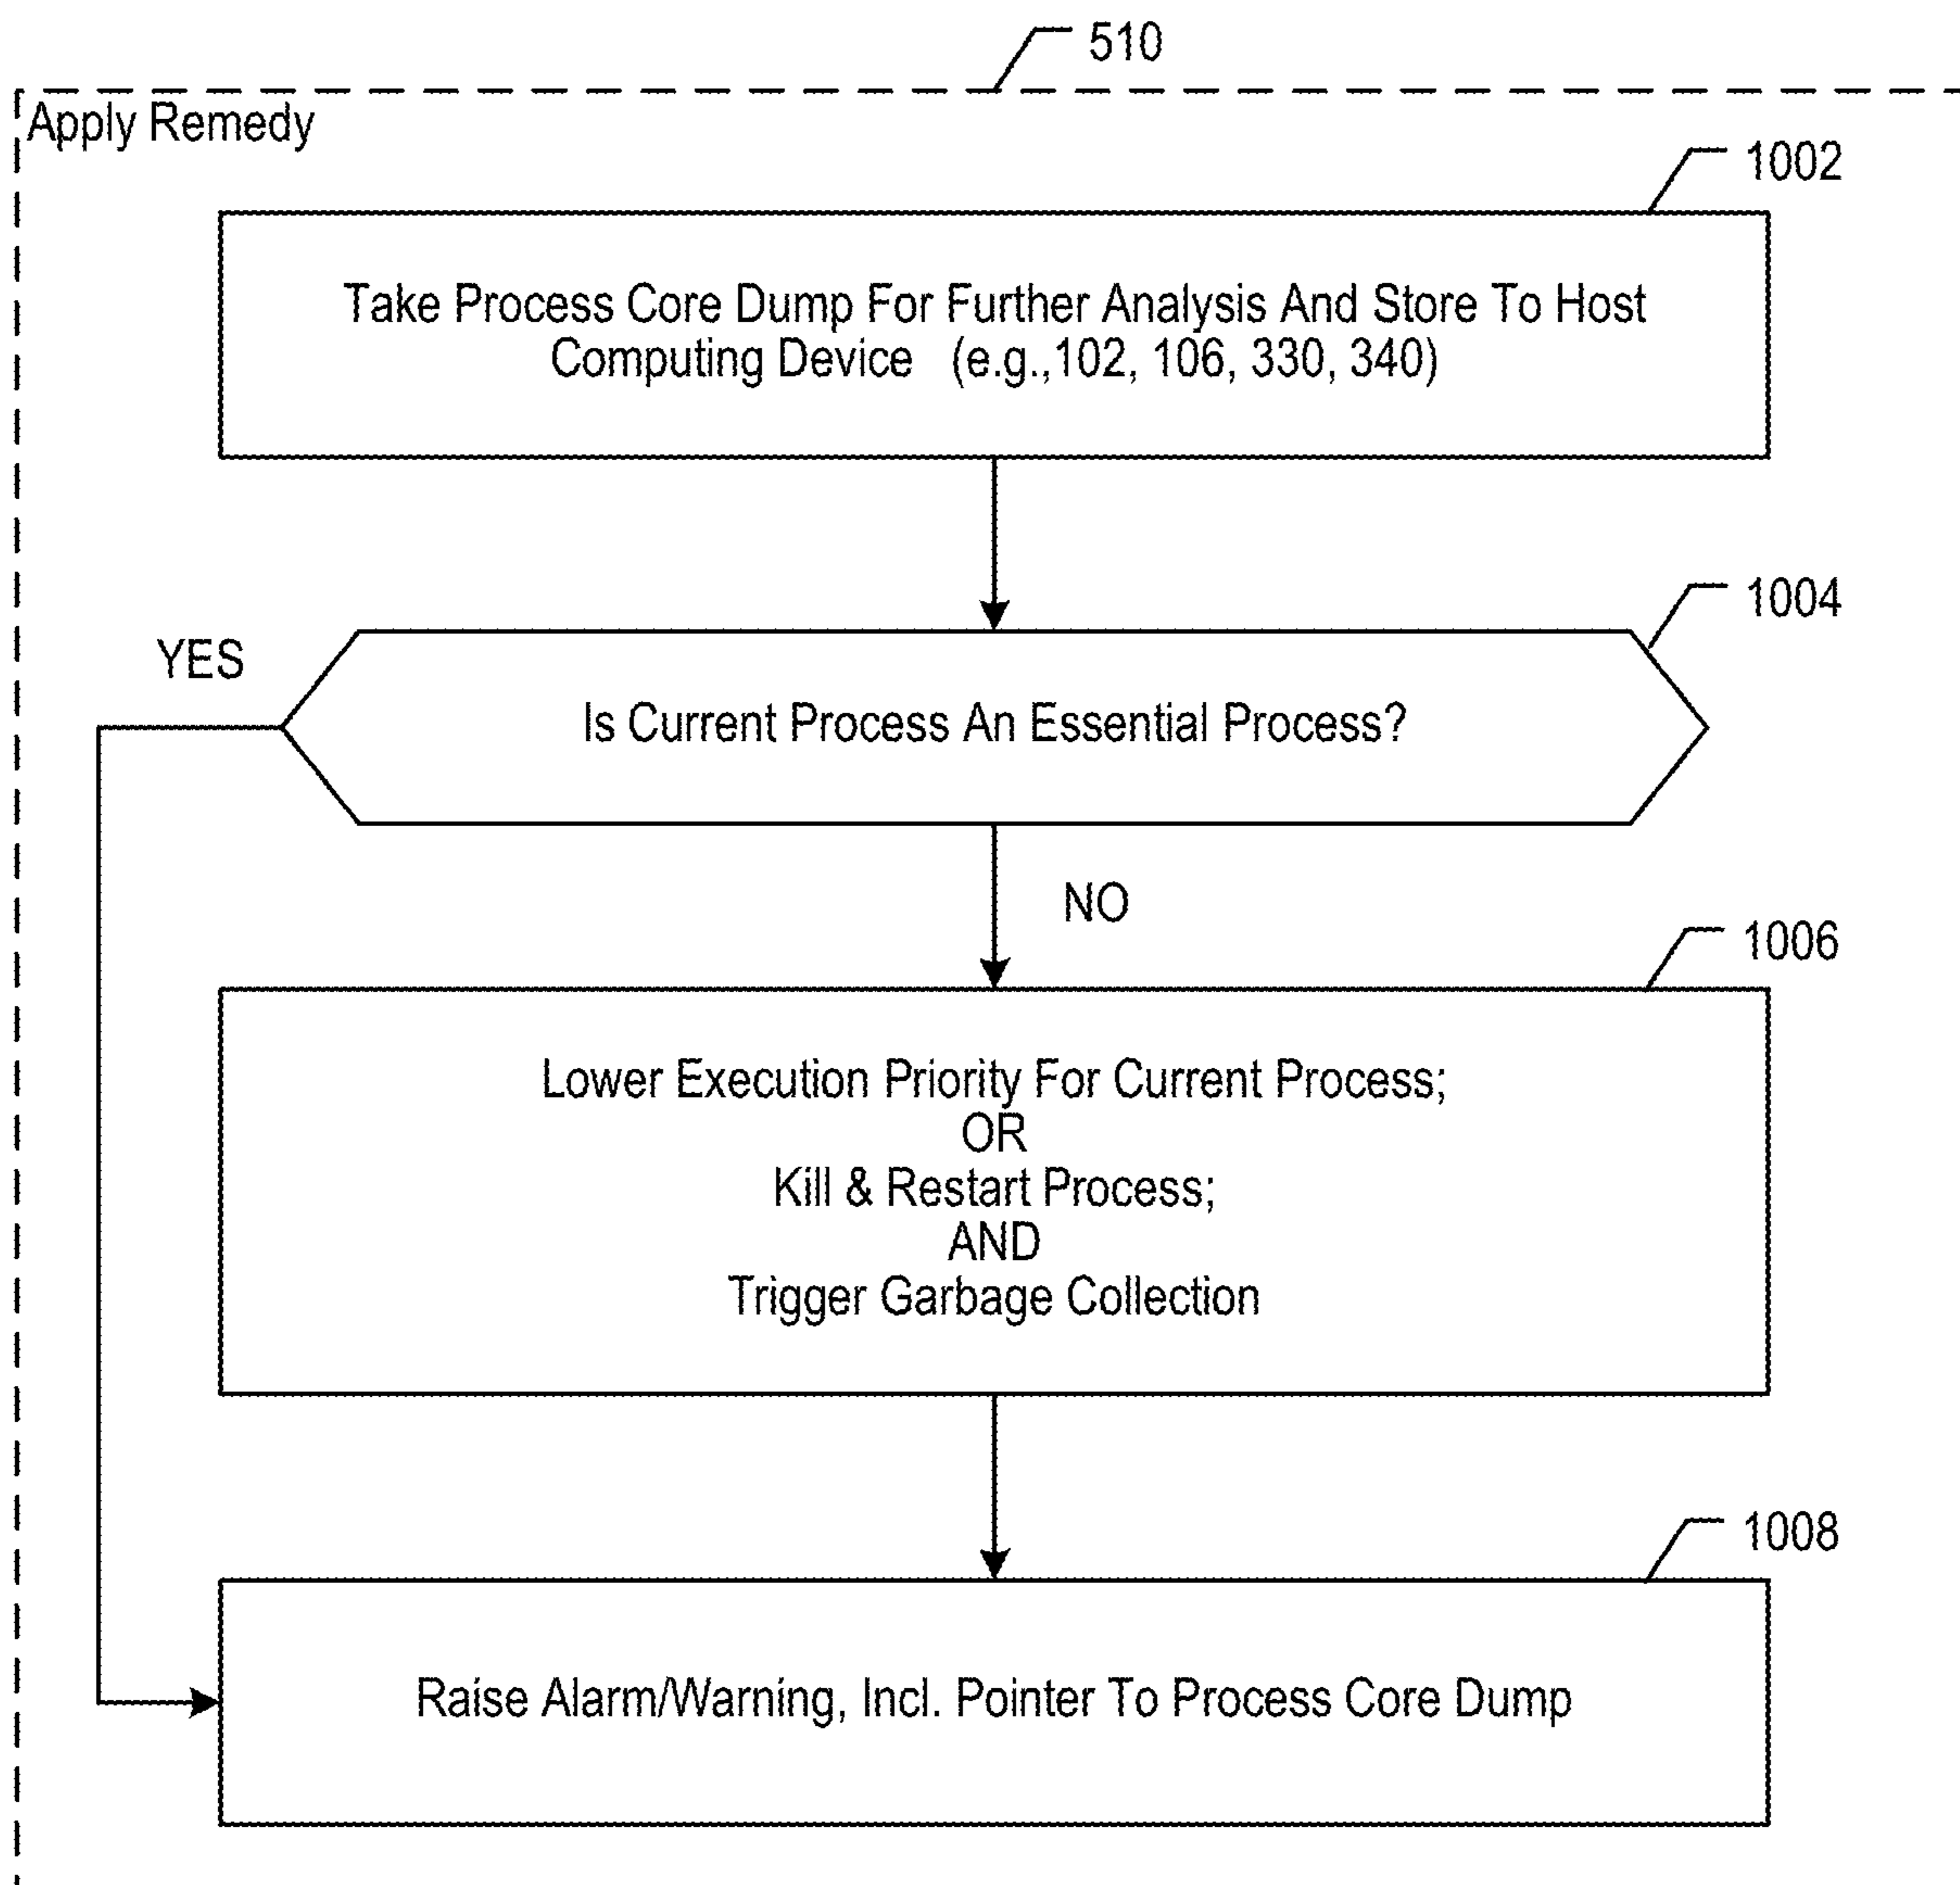 510
Apply Remedy
1002
Take Process Core Dump For Further Analysis And Store To Host
Computing Device (e.g.,102, 106, 330, 340)
1004
YES
Is Current Process An Essential Process?
NO
1006
Lower Execution Priority For Current Process;
OR
Kill & Restart Process;
AND
Trigger Garbage Collection
1008
Raise Alarm/Warning, Incl. Pointer To Process Core Dump